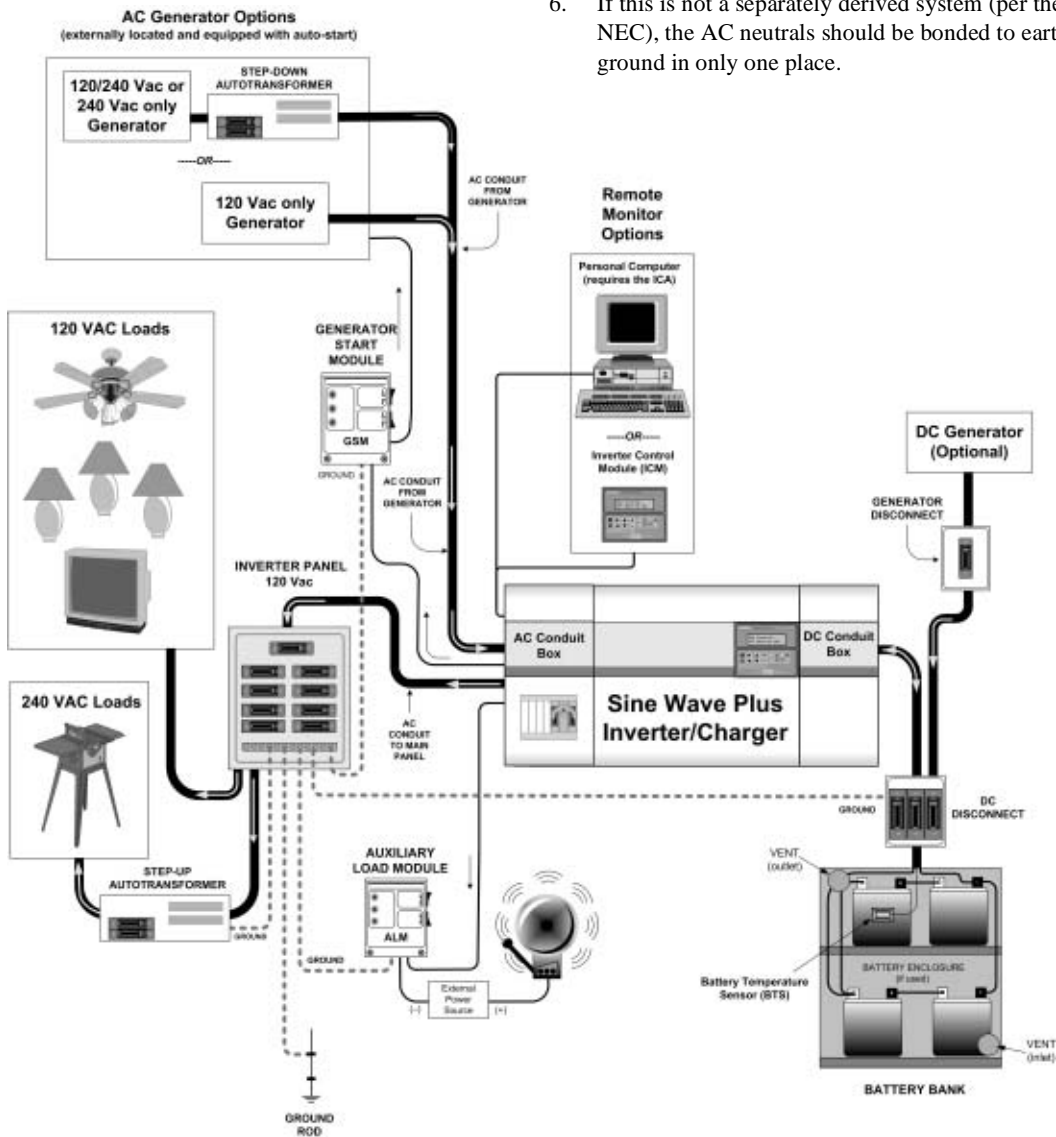 6. If this is not a separately derived system (per the
NEC), the AC neutrals should be bonded to eart
ground in only one place.
AC Generator Options
(externally located and equipped with auto-start)
120/240 Vac or
240 Vac only
Generator
STEP-DOWN
AUTOTRANSFORMER
-----OR-----
120 Vac only
Generator
AC CONDUIT
FROM
GENERATOR
Remote
Monitor
Options
Personal Computer
(requires the ICA)
-----OR-----
Inverter Control
Module (ICM)
120 VAC Loads
GENERATOR
START
MODULE
GSM
GROUND
AC CONDUIT
FROM
GENERATOR
DC Generator
(Optional)
GENERATOR
DISCONNECT
INVERTER PANEL
120 Vac
AC Conduit
Box
DC Conduit
Box
Sine Wave Plus
Inverter/Charger
240 VAC Loads
AC
CONDUIT
TO MAIN
PANEL
GROUND
DC
DISCONNECT
STEP-UP
AUTOTRANSFORMER
GROUND
AUXILIARY
LOAD MODULE
ALM
GROUND
External
Power
Source
(–)
(+)
VENT
(outlet)
Battery Temperature
Sensor (BTS)
BATTERY ENCLOSURE
(if used)
VENT
(inlet)
BATTERY BANK
GROUND
ROD